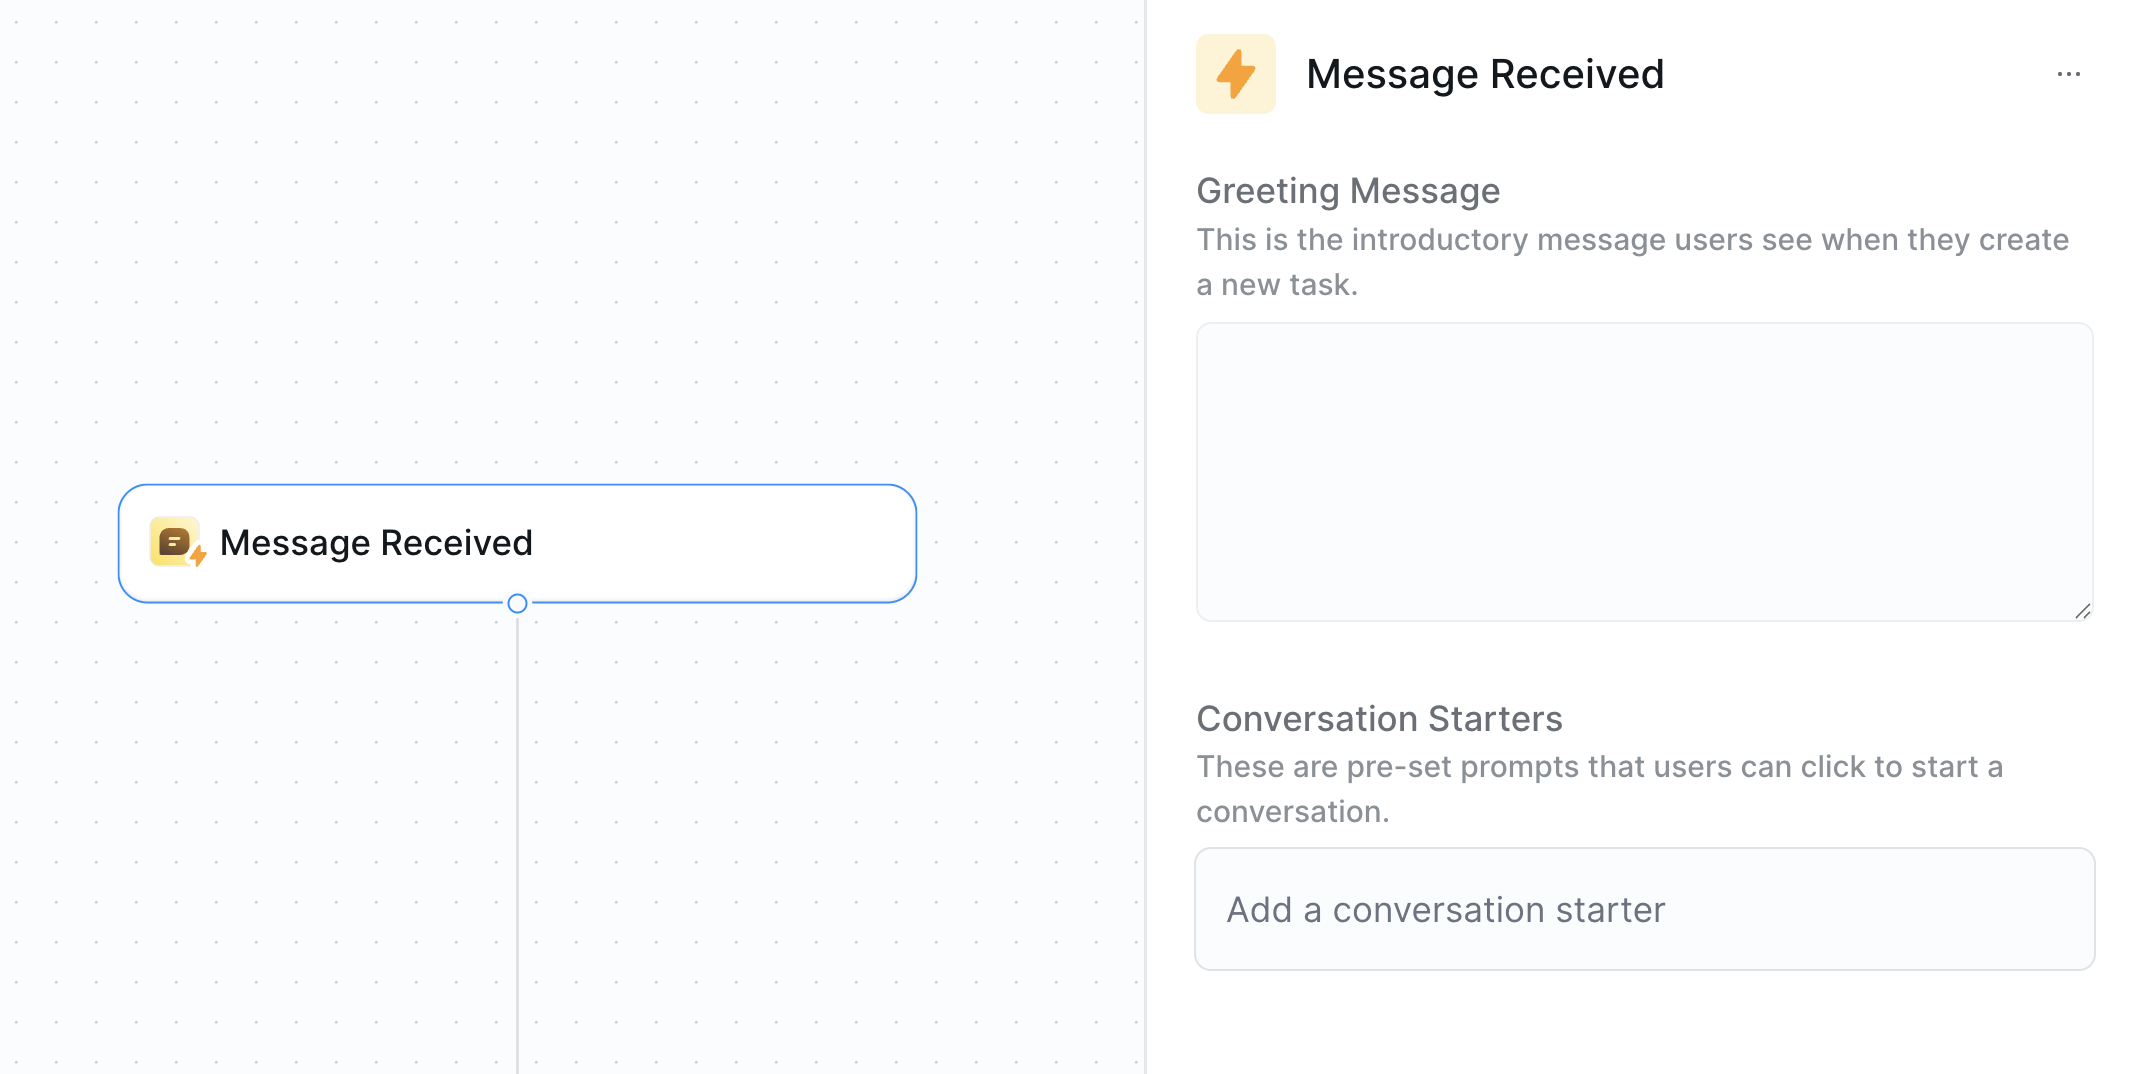 Message Received
Message Received
Greeting Message
This is the introductory message users see when they create
a new task.
Conversation Starters
These are pre-set prompts that users can click to start a
conversation.
Add a conversation starter